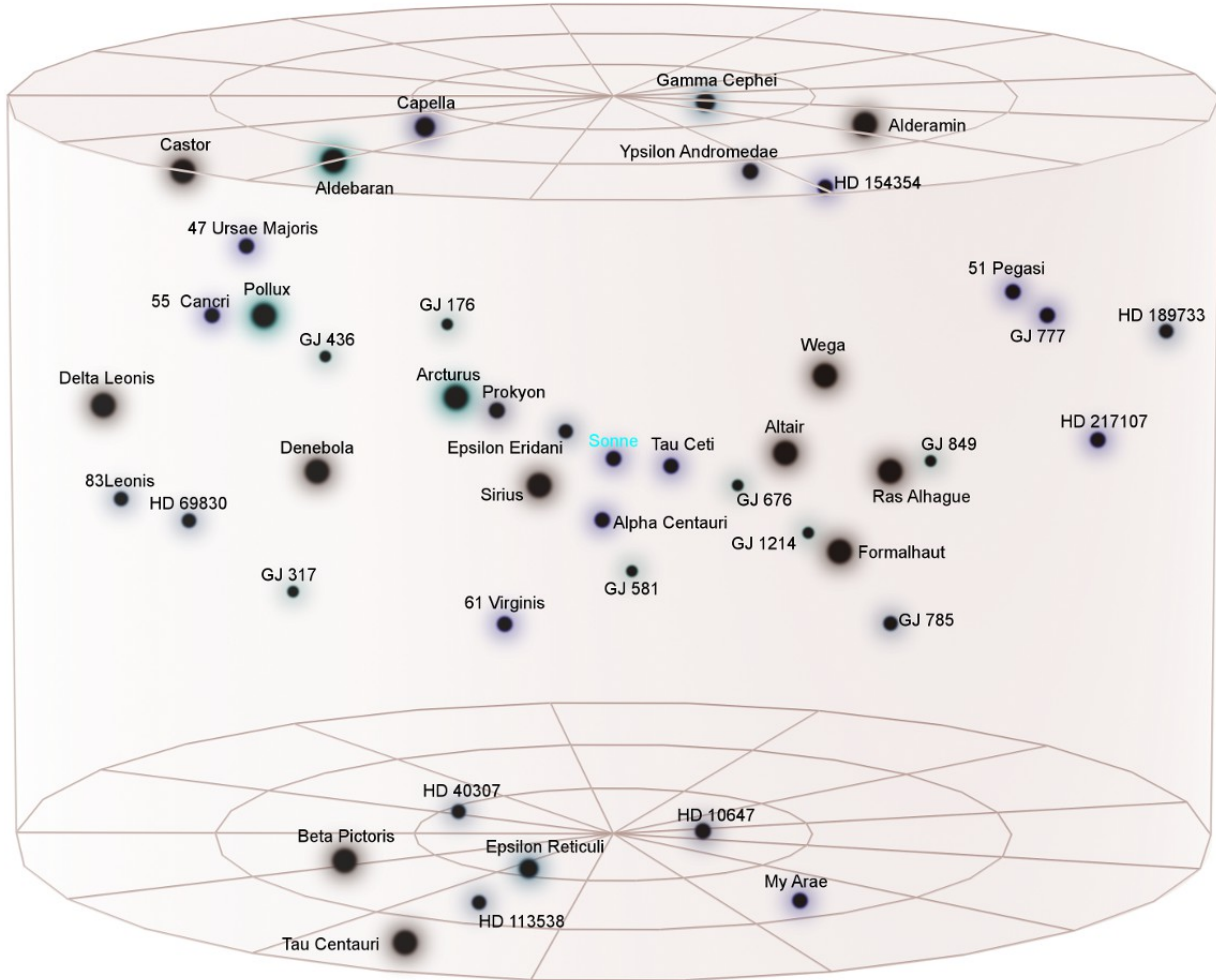 Gamma Cephei
Capella
Alderamin
Castor
Ypsilon Andromedae
Aldebaran
HD 154354
47 Ursae Majoris
51 Pegasi
55 Cancri
Pollux
GJ 176
HD 189733
GJ 777
GJ 436
Wega
Delta Leonis
Arcturus
Prokyon
HD 217107
Denebola
Epsilon Eridani
Sonne
Tau Ceti
Altair
GJ 849
83Leonis
Sirius
GJ 676
Ras Alhague
HD 69830
Alpha Centauri
GJ 1214
Formalhaut
GJ 317
GJ 581
61 Virginis
GJ 785
HD 40307
HD 10647
Beta Pictoris
Epsilon Reticuli
My Arae
HD 113538
Tau Centauri